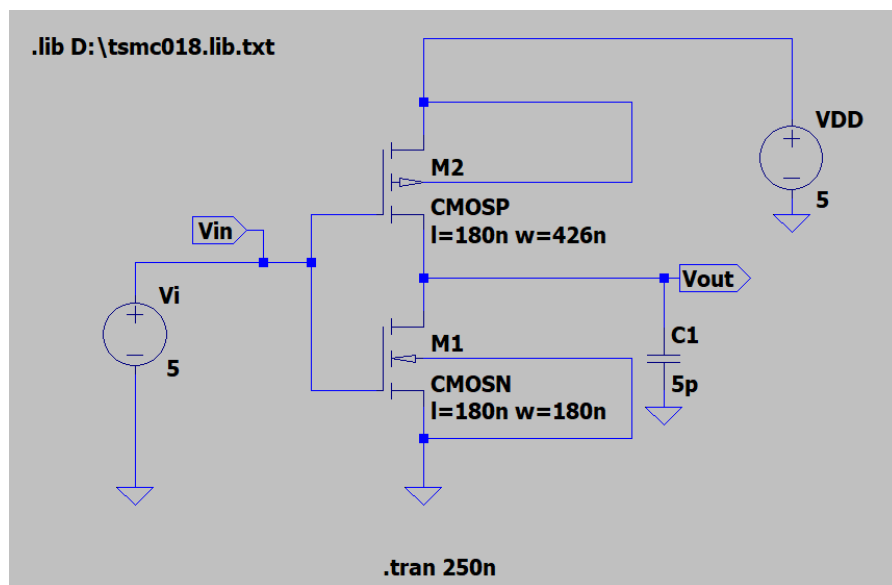 .lib D:\tsmc018.lib.txt
VDD
5
M2
CMOSP
l=180n w=426n
Vin
Vi
5
Vout
M1
CMOSN
l=180n w=180n
C1
5p
.tran 250n